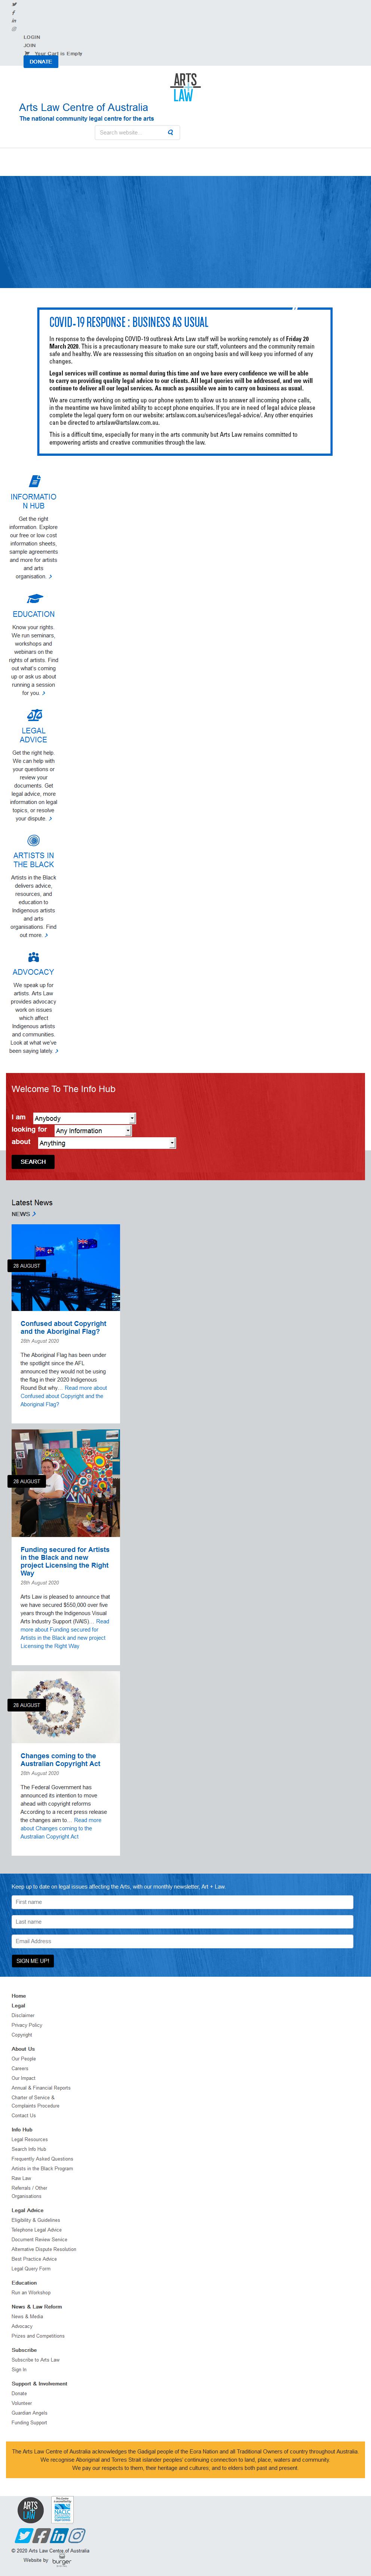 LOGIN
JOIN
Your Cart is Empty
DONATE
ARTS
LAW
Arts Law Centre of Australia
The national community legal centre for the arts
Search website...
COVID-19 RESPONSE : BUSINESS AS USUAL
In response to the developing COVID-19 outbreak Arts Law staff will be working remotely as of Friday 20
March 2020. This is a precautionary measure to make sure our staff, volunteers and the community remain
safe and healthy. We are reassessing this situation on an ongoing basis and will keep you informed of any
changes.
Legal services will continue as normal during this time and we have every confidence we will be able
to carry on providing quality legal advice to our clients. All legal queries will be addressed, and we will
continue to deliver all our legal services. As much as possible we aim to carry on business as usual.
We are currently working on setting up our phone system to allow us to answer all incoming phone calls,
in the meantime we have limited ability to accept phone enquiries. If you are in need of legal advice please
complete the legal query form on our website: artslaw.com.au/services/legal-advice/. Any other enquiries
can be directed to artslaw@artslaw.com.au.
This is a difficult time, especially for many in the arts community but Arts Law remains committed to
empowering artists and creative communities through the law.
INFORMATIO
N HUB
Get the right
information. Explore
our free or low cost
information sheets,
sample agreements
and more for artists
and arts
organisation.
EDUCATION
Know your rights.
We run seminars,
workshops and
webinars on the
rights of artists. Find
out what's coming
up or ask us about
running a session
for you.
LEGAL
ADVICE
Get the right help.
We can help with
your questions or
review your
documents. Get
legal advice, more
information on legal
topics, or resolve
your dispute.
ARTISTS IN
THE BLACK
Artists in the Black
delivers advice,
resources, and
education to
Indigenous artists
and arts
organisations. Find
out more.
ADVOCACY
We speak up for
artists. Arts Law
provides advocacy
work on issues
which affect
Indigenous artists
and communities.
Look at what we've
been saying lately.
Welcome To The Info Hub
I am Anybody
looking for Any Information
about Anything
SEARCH
Latest News
NEWS
28 AUGUST
Confused about Copyright
and the Aboriginal Flag?
28th August 2020
The Aboriginal Flag has been under
the spotlight since the AFL
announced they would not be using
the flag in their 2020 Indigenous
Round But why… Read more about
Confused about Copyright and the
Aboriginal Flag?
28 AUGUST
Funding secured for Artists
in the Black and new
project Licensing the Right
Way
28th August 2020
Arts Law is pleased to announce that
we have secured $550,000 over five
years through the Indigenous Visual
Arts Industry Support (NAIS)… Read
more about Funding secured for
Artists in the Black and new project
Licensing the Right Way
28 AUGUST
Changes coming to the
Australian Copyright Act
28th August 2020
The Federal Government has
announced its intention to move
ahead with copyright reforms
According to a recent press release
the changes aim to… Read more
about Changes coming to the
Australian Copyright Act
Keep up to date on legal issues affecting the Arts, with our monthly newsletter, Art + Law.
First name
Last name
Email Address
SIGN ME UP!
Home
Legal
Disclaimer
Privacy Policy
Copyright
About Us
Our People
Careers
Our Impact
Annual & Financial Reports
Charter of Service &
Complaints Procedure
Contact Us
Info Hub
Legal Resources
Search Info Hub
Frequently Asked Questions
Artists in the Black Program
Raw Law
Referrals / Other
Organisations
Legal Advice
Eligibility & Guidelines
Telephone Legal Advice
Document Review Service
Alternative Dispute Resolution
Best Practice Advice
Legal Query Form
Education
Run an Workshop
News & Law Reform
News & Media
Advocacy
Prizes and Competitions
Subscribe
Subscribe to Arts Law
Sign In
Support & Involvement
Donate
Volunteer
Guardian Angels
Funding Support
The Arts Law Centre of Australia acknowledges the Gadigal people of the Eora Nation and all Traditional Owners of country throughout Australia.
We recognise Aboriginal and Torres Strait islander peoples' continuing connection to land, place, waters and community.
We pay our respects to them, their heritage and cultures; and to elders both past and present
ARTS
LAW
© 2020 Arts Law Centre of Australia
Website by burger